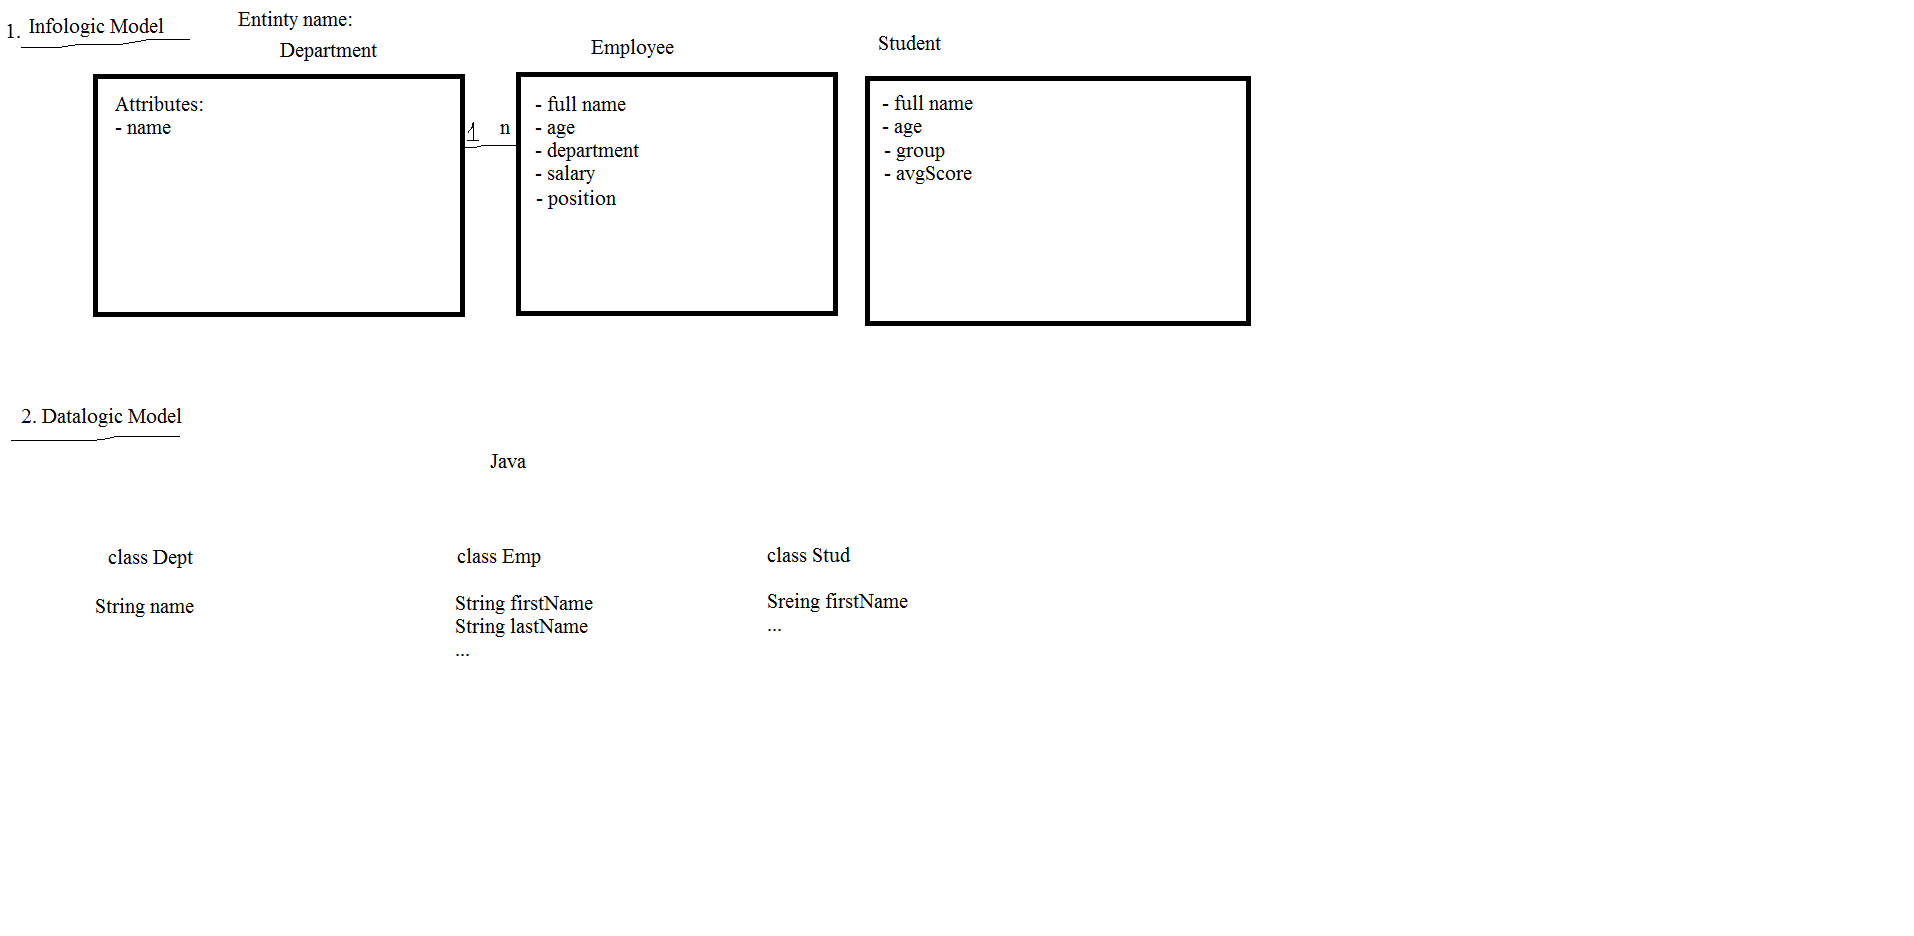 1. Infologic Model
Entinty name:
Department
Employee
Student
Attributes:
- name
1 n
- full name
- age
- department
- salary
- position
- full name
- age
- group
- avgScore
2. Datalogic Model
Java
class Dept
String name
class Emp
String firstName
String lastName
...
class Stud
Sreing firstName
...